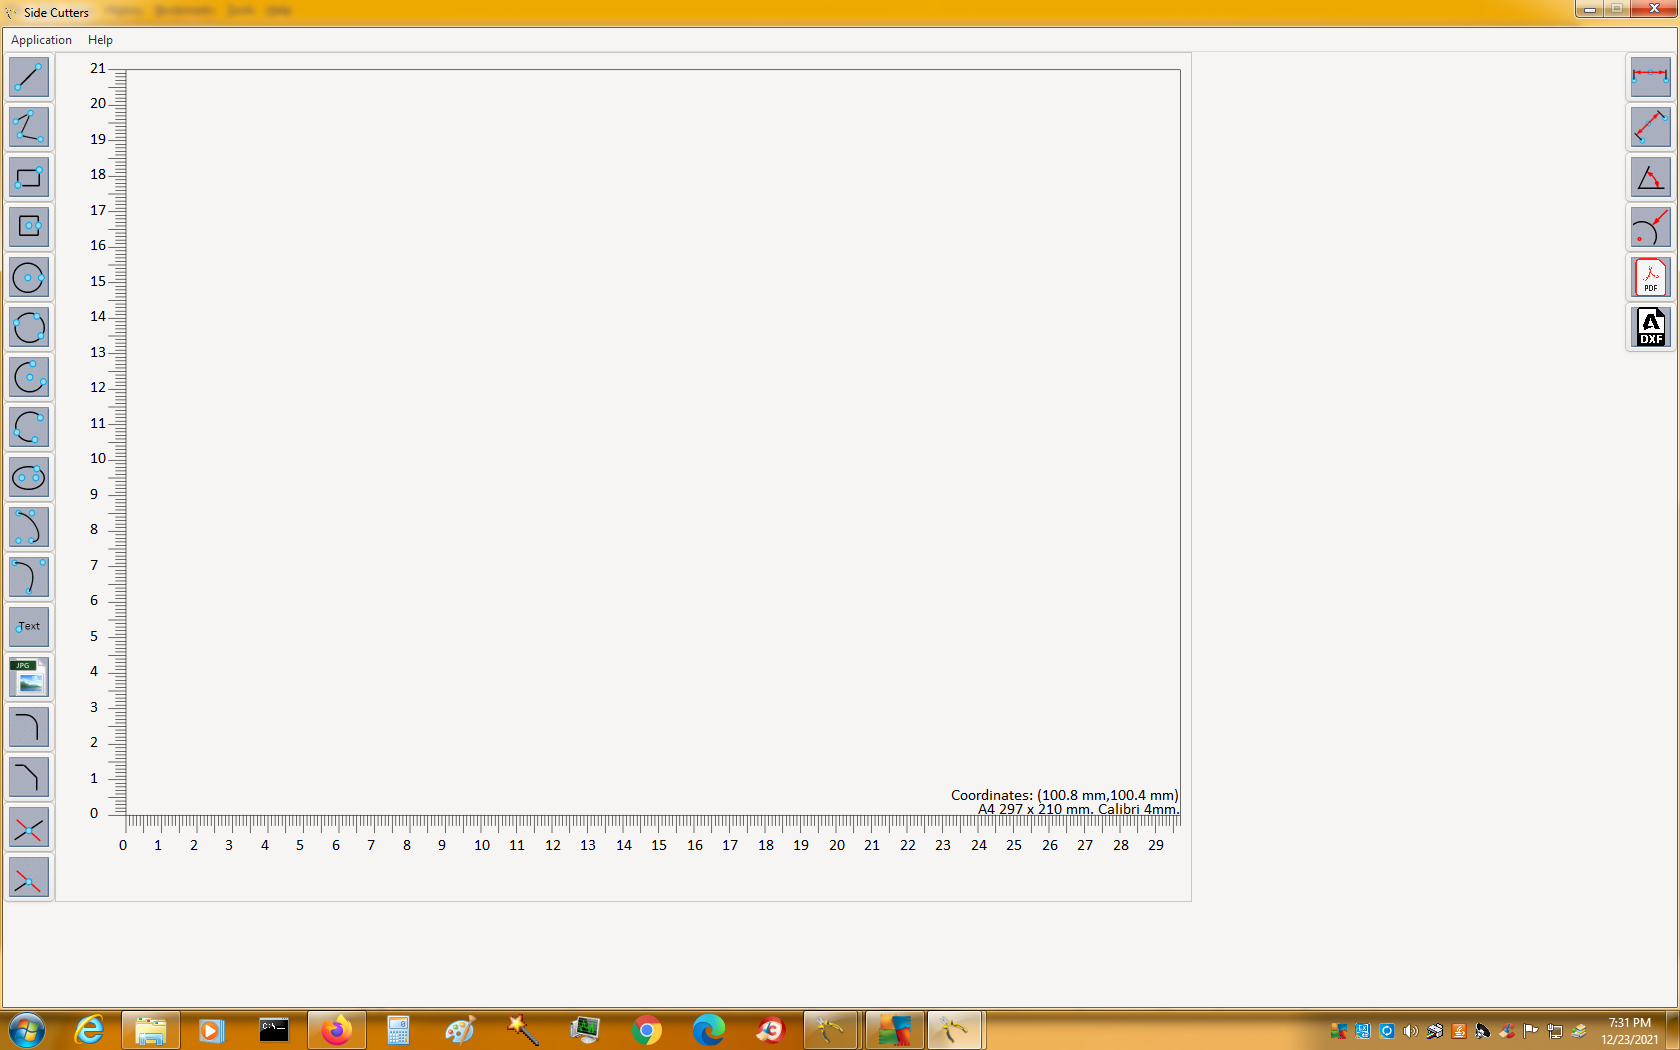 Side Cutters
Application Help
21
20
19
18
17
16
15
14
13
12
11
10
9
8
7
6
5
4
3
2
1
0
Text
JPG
PDF
A
DXF
Coordinates: (100.8 mm,100.4 mm)
A4 297 x 210 mm. Calibri 4mm.
0 1 2 3 4 5 6 7 8 9 10 11 12 13 14 15 16 17 18 19 20 21 22 23 24 25 26 27 28 29
C:\
7:31 PM
12/23/2021